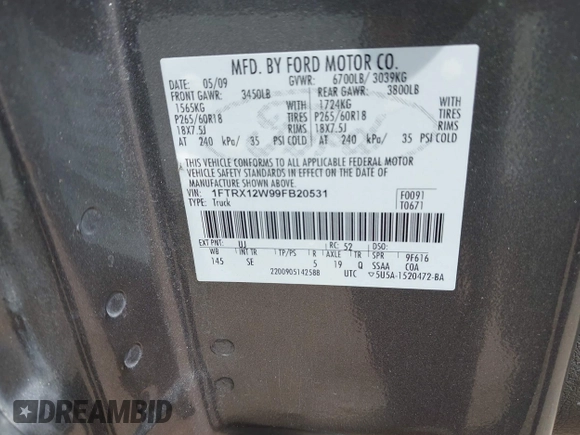 MFD. BY FORD MOTOR CO.
DATE: 05/09 GVWR: 6700LB/ 3039KG
FRONT GAWR: 3450LB REAR GAWR: 3800LB
1565KG WITH 1724KG WITH
P265/60R18 TIRES P265/60R18 TIRES
18X7.5J RIMS 18X7.5J RIMS
AT 240 kPa/ 35 PSI COLD AT 240 kPa/ 35 PSI COLD
THIS VEHICLE CONFORMS TO ALL APPLICABLE FEDERAL MOTOR
VEHICLE SAFETY STANDARDS IN EFFECT ON THE DATE OF
MANUFACTURE SHOWN ABOVE.
VIN: 1FTRX12W99FB20531 F0091
TYPE: Truck T0671
EXT PNT: UJ RC: 52 DSO:
WB INT TR TP/PS R AXLE TR SPR 9F616
145 SE 5 19 Q SSAA COA
2200905142588 UTC ▽5U5A-1520472-BA
DREAMBID